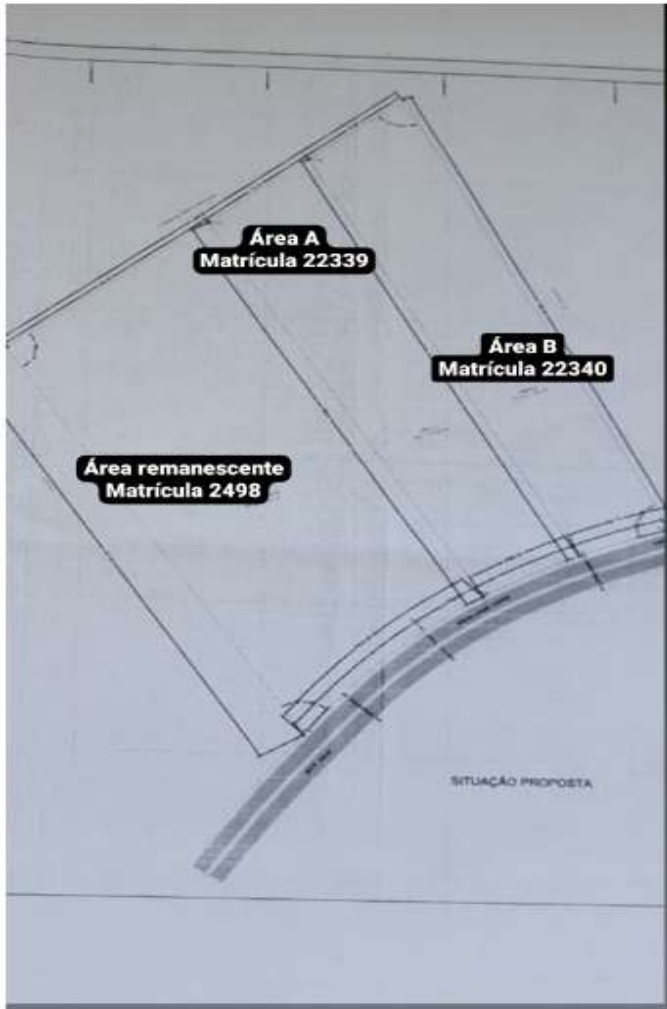 Área A
Matrícula 22339
Área B
Matrícula 22340
Área remanescente
Matrícula 2498
SITUAÇÃO PROPOSTA